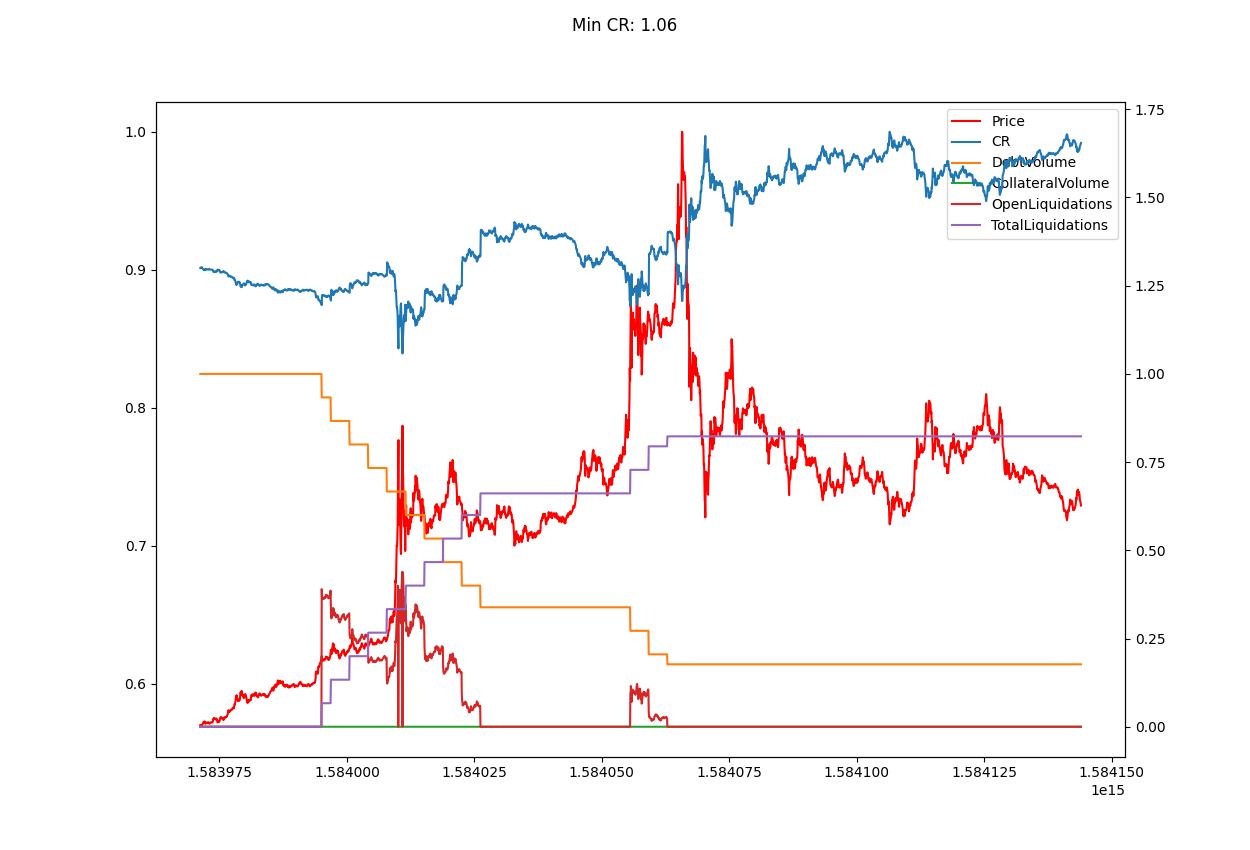 Min CR: 1.06
1.0
0.9
0.8
0.7
0.6
1.75
1.50
1.25
1.00
0.75
0.50
0.25
0.00
Price
CR
DebtVolume
CollateralVolume
OpenLiquidations
TotalLiquidations
1.583975 1.584000 1.584025 1.584050 1.584075 1.584100 1.584125 1.584150
1e15